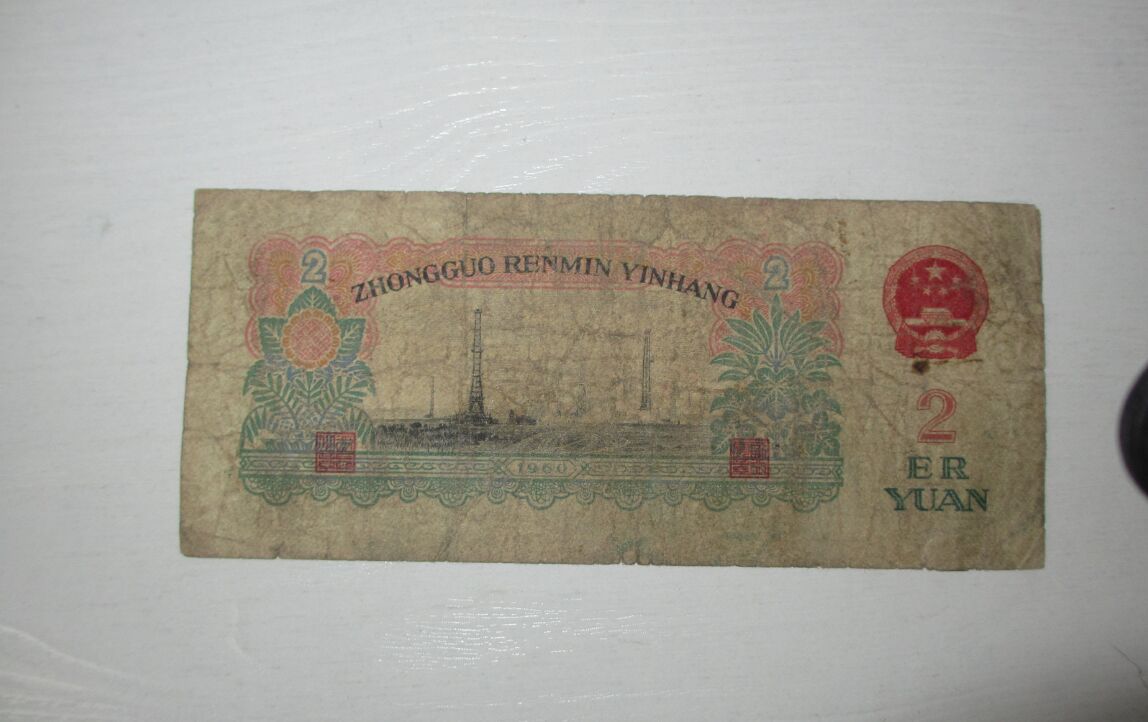 2 2
ZHONGGUO RENMIN YINHANG
1960
2
ER
YUAN